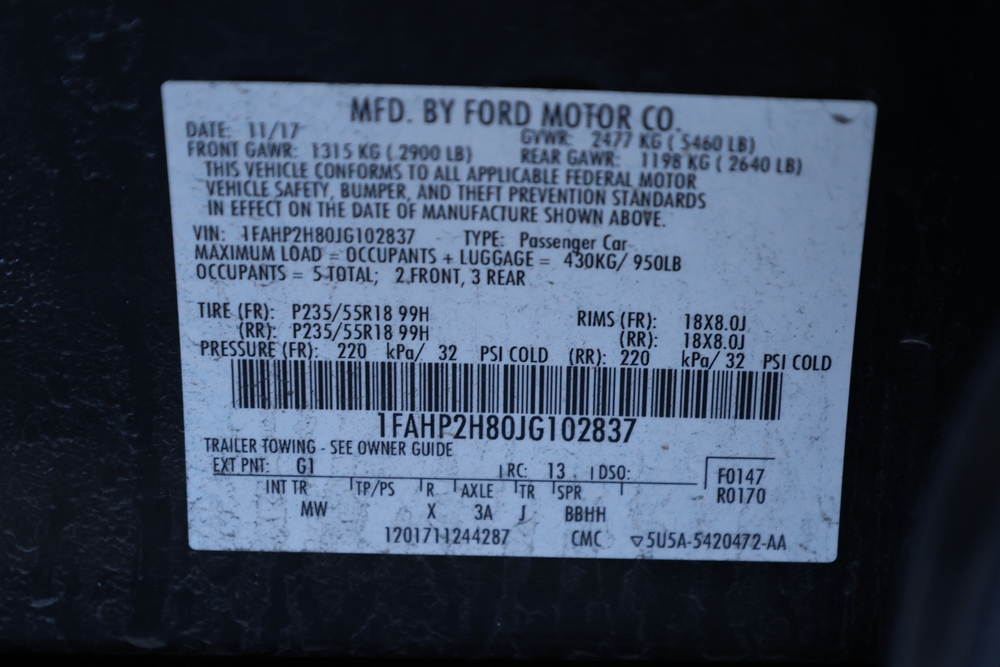 MFD. BY FORD MOTOR CO.
DATE: 11/17 GVWR: 2477 KG ( 5460 LB)
FRONT GAWR: 1315 KG ( 2900 LB) REAR GAWR: 1198 KG ( 2640 LB)
THIS VEHICLE CONFORMS TO ALL APPLICABLE FEDERAL MOTOR
VEHICLE SAFETY, BUMPER, AND THEFT PREVENTION STANDARDS
IN EFFECT ON THE DATE OF MANUFACTURE SHOWN ABOVE.
VIN: 1FAHP2H80JG102837 TYPE: Passenger Car
MAXIMUM LOAD = OCCUPANTS + LUGGAGE = 430KG/ 950LB
OCCUPANTS = 5 TOTAL; 2 FRONT, 3 REAR
TIRE (FR): P235/55R18 99H RIMS (FR): 18X8.0J
(RR): P235/55R18 99H (RR): 18X8.0J
PRESSURE (FR): 220 kPa/ 32 PSI COLD (RR): 220 kPa/ 32 PSI COLD
1FAHP2H80JG102837
TRAILER TOWING - SEE OWNER GUIDE
EXT PNT: G1 RC: 13 DSO: F0147
R0170
INT TR TP/PS R AXLE TR SPR
MW X 3A J BBHH
1201711244287 CMC ▽5U5A-5420472-AA